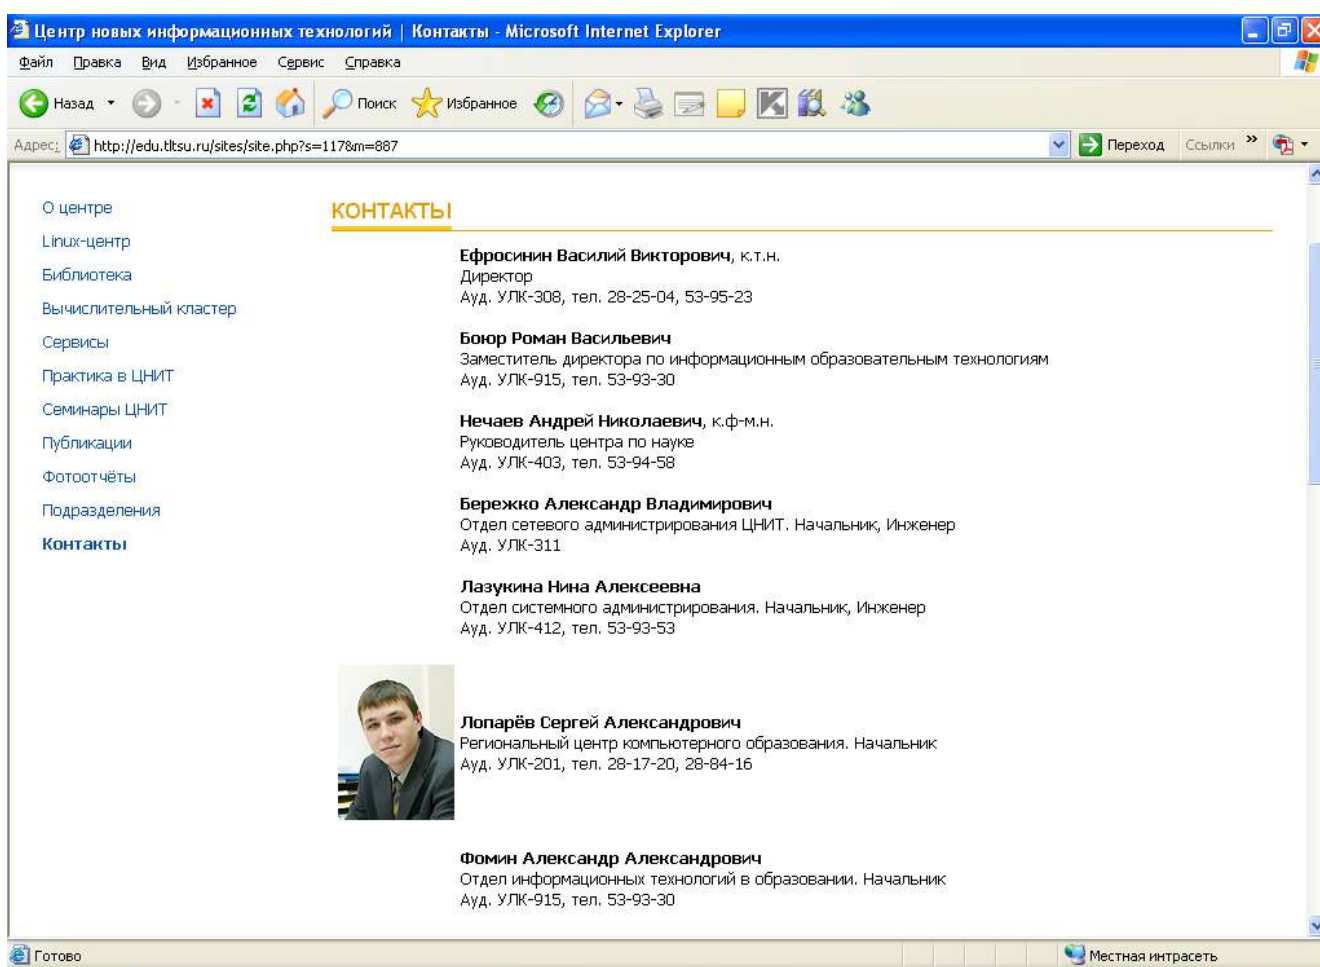 Центр новых информационных технологий | Контакты - Microsoft Internet Explorer
Файл Правка Вид Избранное Сервис Справка
Назад Поиск Избранное
Адрес: http://edu.tltsu.ru/sites/site.php?s=117&m=887 Переход Ссылки »
О центре
Linux-центр
Библиотека
Вычислительный кластер
Сервисы
Практика в ЦНИТ
Семинары ЦНИТ
Публикации
Фотоотчёты
Подразделения
Контакты
КОНТАКТЫ
Ефросинин Василий Викторович, к.т.н.
Директор
Ауд. УЛК-308, тел. 28-25-04, 53-95-23
Боюр Роман Васильевич
Заместитель директора по информационным образовательным технологиям
Ауд. УЛК-915, тел. 53-93-30
Нечаев Андрей Николаевич, к.ф-м.н.
Руководитель центра по науке
Ауд. УЛК-403, тел. 53-94-58
Бережко Александр Владимирович
Отдел сетевого администрирования ЦНИТ. Начальник, Инженер
Ауд. УЛК-311
Лазукина Нина Алексеевна
Отдел системного администрирования. Начальник, Инженер
Ауд. УЛК-412, тел. 53-93-53
Лопарёв Сергей Александрович
Региональный центр компьютерного образования. Начальник
Ауд. УЛК-201, тел. 28-17-20, 28-84-16
Фомин Александр Александрович
Отдел информационных технологий в образовании. Начальник
Ауд. УЛК-915, тел. 53-93-30
Готово Местная интрасеть